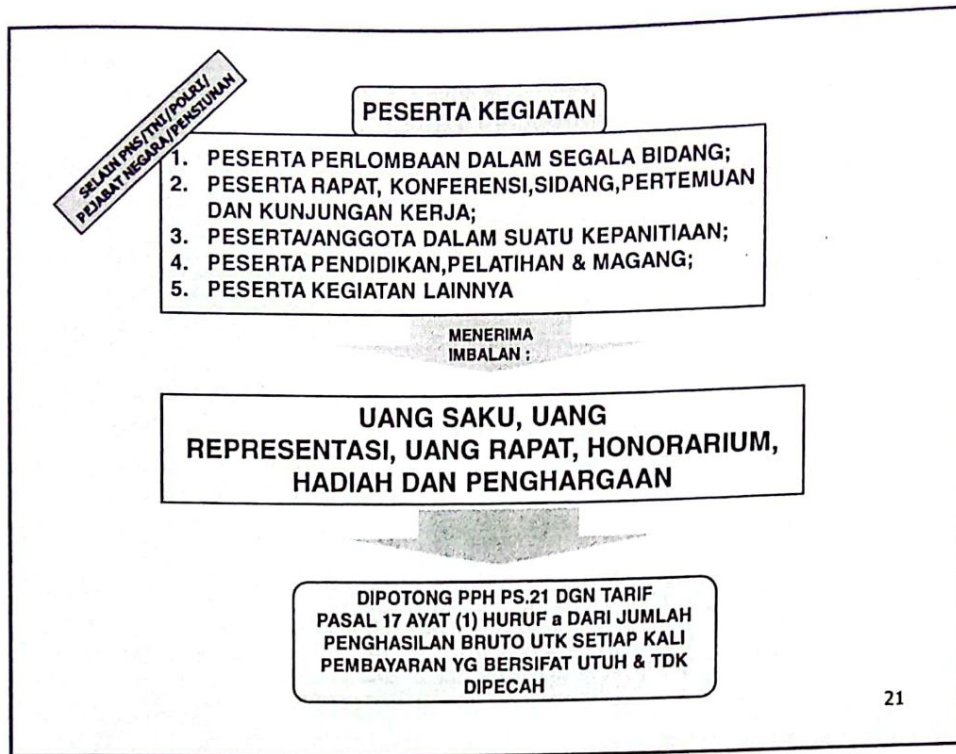 SELAIN PNS/TNI/POLRI/
PEJABAT NEGARA/PENSIUNAN
PESERTA KEGIATAN
1. PESERTA PERLOMBAAN DALAM SEGALA BIDANG;
2. PESERTA RAPAT, KONFERENSI,SIDANG,PERTEMUAN
DAN KUNJUNGAN KERJA;
3. PESERTA/ANGGOTA DALAM SUATU KEPANITIAAN;
4. PESERTA PENDIDIKAN,PELATIHAN & MAGANG;
5. PESERTA KEGIATAN LAINNYA
MENERIMA
IMBALAN :
UANG SAKU, UANG
REPRESENTASI, UANG RAPAT, HONORARIUM,
HADIAH DAN PENGHARGAAN
DIPOTONG PPH PS.21 DGN TARIF
PASAL 17 AYAT (1) HURUF a DARI JUMLAH
PENGHASILAN BRUTO UTK SETIAP KALI
PEMBAYARAN YG BERSIFAT UTUH & TDK
DIPECAH
21